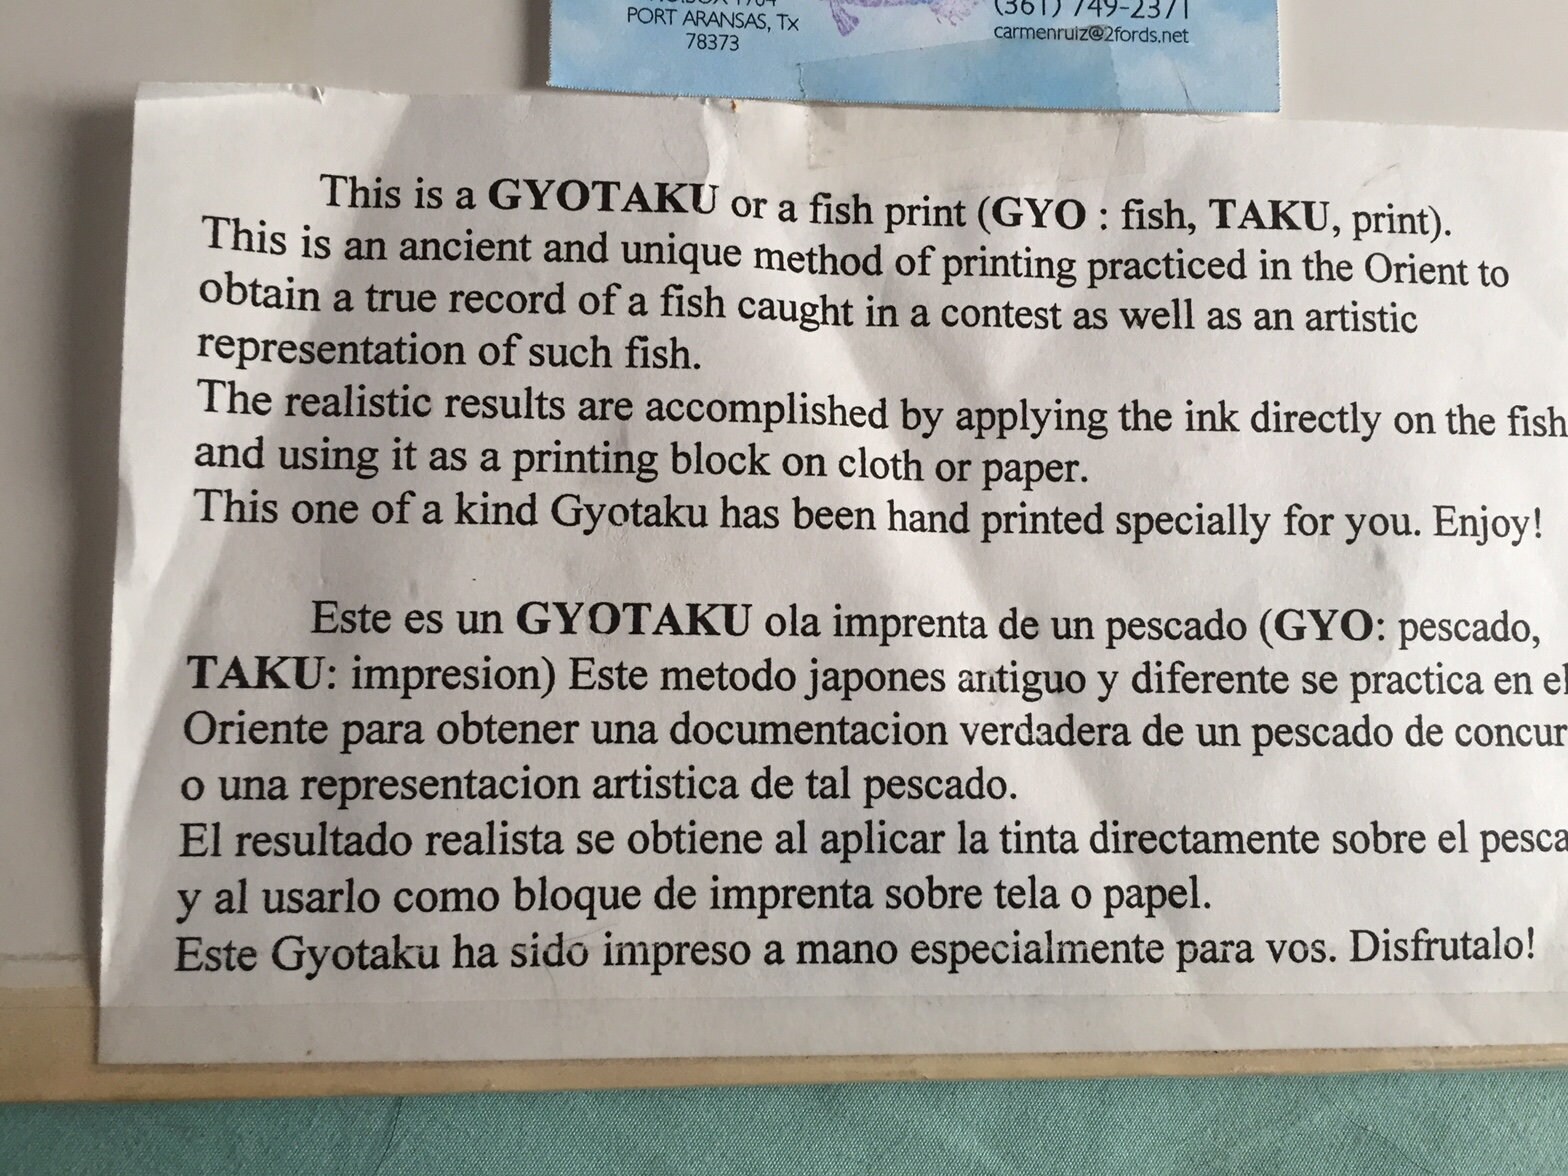 PORT ARANSAS, Tx
78373
(361) 749-2371
carmenruiz@2fords.net
This is a GYOTAKU or a fish print (GYO : fish, TAKU, print).
This is an ancient and unique method of printing practiced in the Orient to
obtain a true record of a fish caught in a contest as well as an artistic
representation of such fish.
The realistic results are accomplished by applying the ink directly on the fish
and using it as a printing block on cloth or paper.
This one of a kind Gyotaku has been hand printed specially for you. Enjoy!
Este es un GYOTAKU ola imprenta de un pescado (GYO: pescado,
TAKU: impresion) Este metodo japones antiguo y diferente se practica en el
Oriente para obtener una documentacion verdadera de un pescado de concur
o una representacion artistica de tal pescado.
El resultado realista se obtiene al aplicar la tinta directamente sobre el pesca
y al usarlo como bloque de imprenta sobre tela o papel.
Este Gyotaku ha sido impreso a mano especialmente para vos. Disfrutalo!